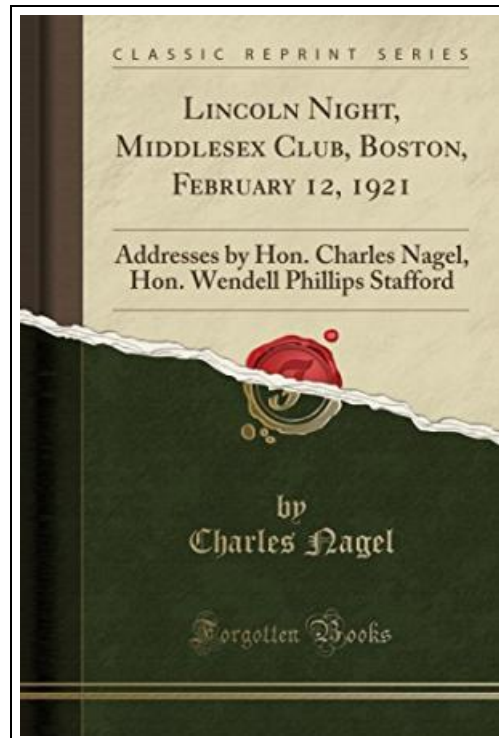 CLASSIC REPRINT SERIES
LINCOLN NIGHT,
MIDDLESEX CLUB, BOSTON,
FEBRUARY 12, 1921
Addresses by Hon. Charles Nagel,
Hon. Wendell Phillips Stafford
by
Charles Nagel
Forgotten Books